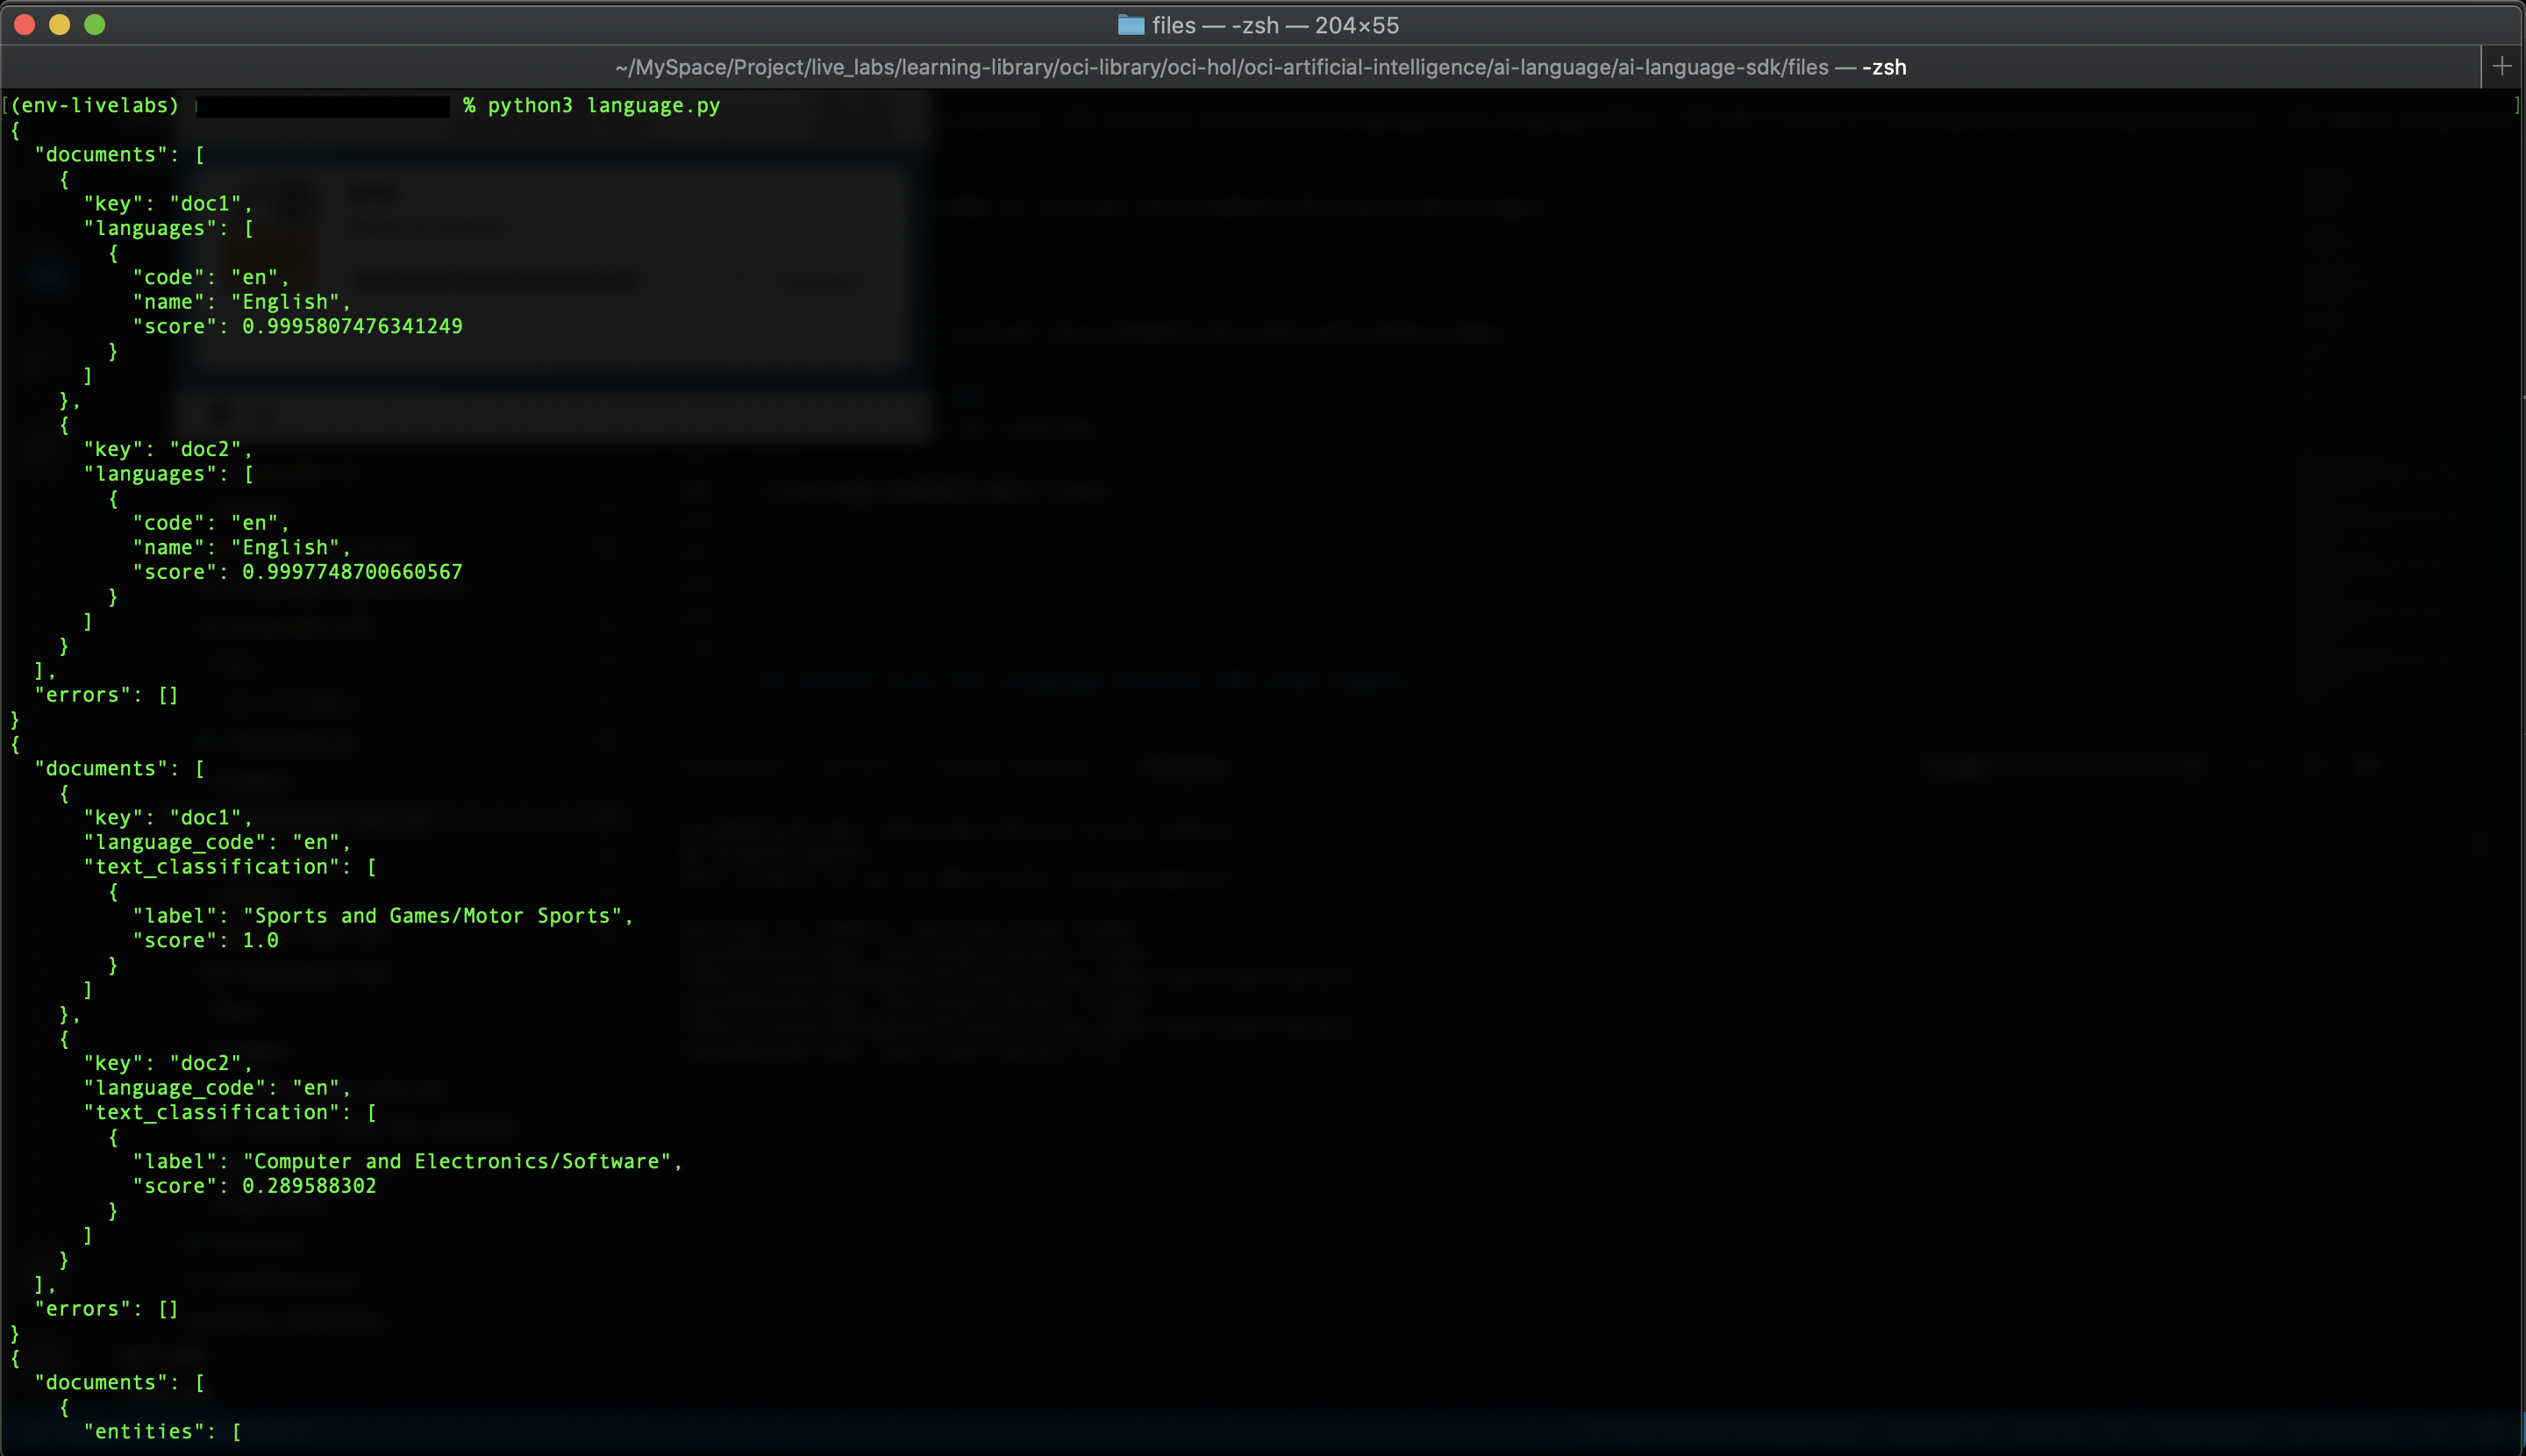 files — -zsh — 204×55
~/MySpace/Project/live_labs/learning-library/oci-library/oci-hol/oci-artificial-intelligence/ai-language/ai-language-sdk/files — -zsh
[(env-livelabs) % python3 language.py ]
{
  "documents": [
    {
      "key": "doc1",
      "languages": [
        {
          "code": "en",
          "name": "English",
          "score": 0.9995807476341249
        }
      ]
    },
    {
      "key": "doc2",
      "languages": [
        {
          "code": "en",
          "name": "English",
          "score": 0.9997748700660567
        }
      ]
    }
  ],
  "errors": []
}
{
  "documents": [
    {
      "key": "doc1",
      "language_code": "en",
      "text_classification": [
        {
          "label": "Sports and Games/Motor Sports",
          "score": 1.0
        }
      ]
    },
    {
      "key": "doc2",
      "language_code": "en",
      "text_classification": [
        {
          "label": "Computer and Electronics/Software",
          "score": 0.289588302
        }
      ]
    }
  ],
  "errors": []
}
{
  "documents": [
    {
      "entities": [